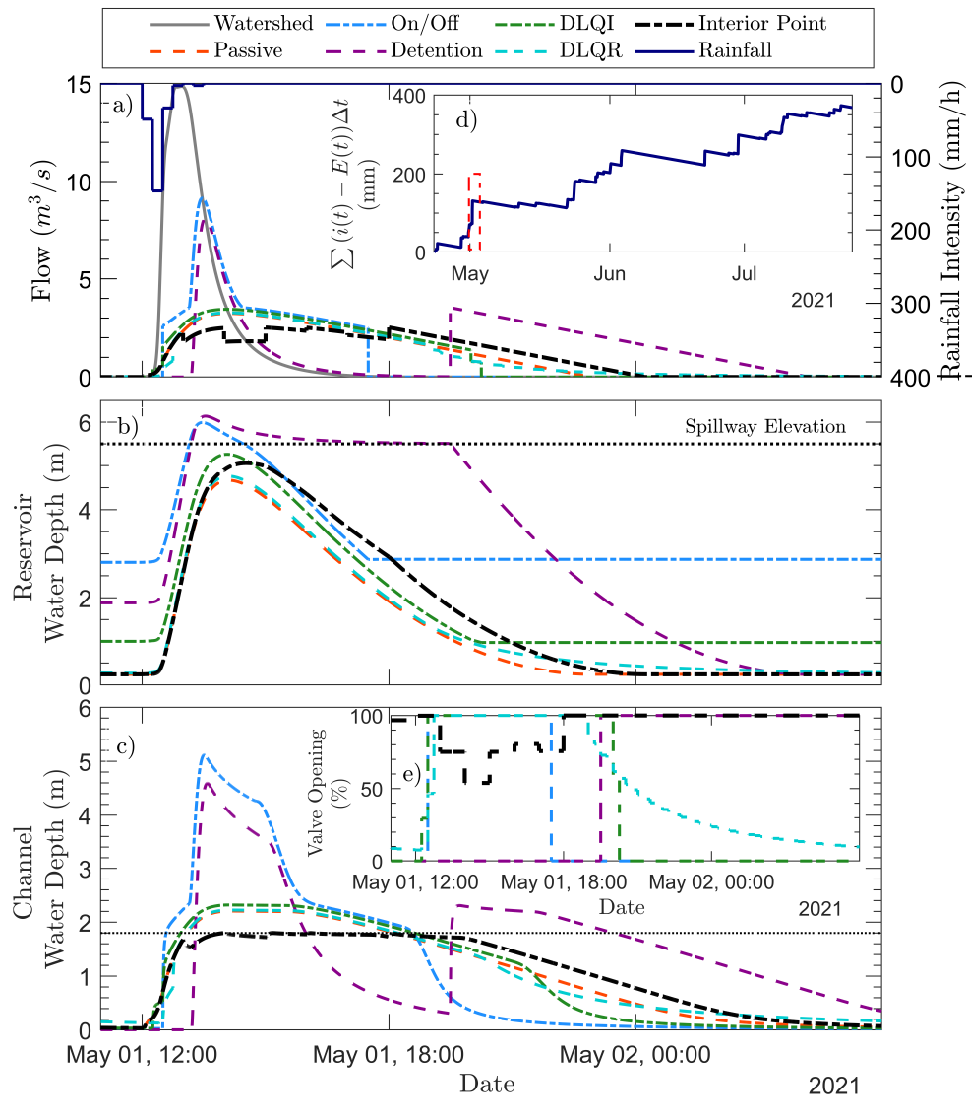 Watershed On/Off DLQI Interior Point
Passive Detention DLQR Rainfall
a)
15
10
5
0
Flow (m³/s)
0
100
200
300
400
Rainfall Intensity (mm/h)
d)
400
200
0
∑(i(t) − E(t))Δt
(mm)
May Jun Jul
2021
b)
Spillway Elevation
6
4
2
0
Reservoir
Water Depth (m)
c)
6
5
4
3
2
1
0
Channel
Water Depth (m)
e)
100
50
0
Valve Opening
(%)
May 01, 12:00 May 01, 18:00 May 02, 00:00
Date
2021
May 01, 12:00 May 01, 18:00 May 02, 00:00
Date
2021